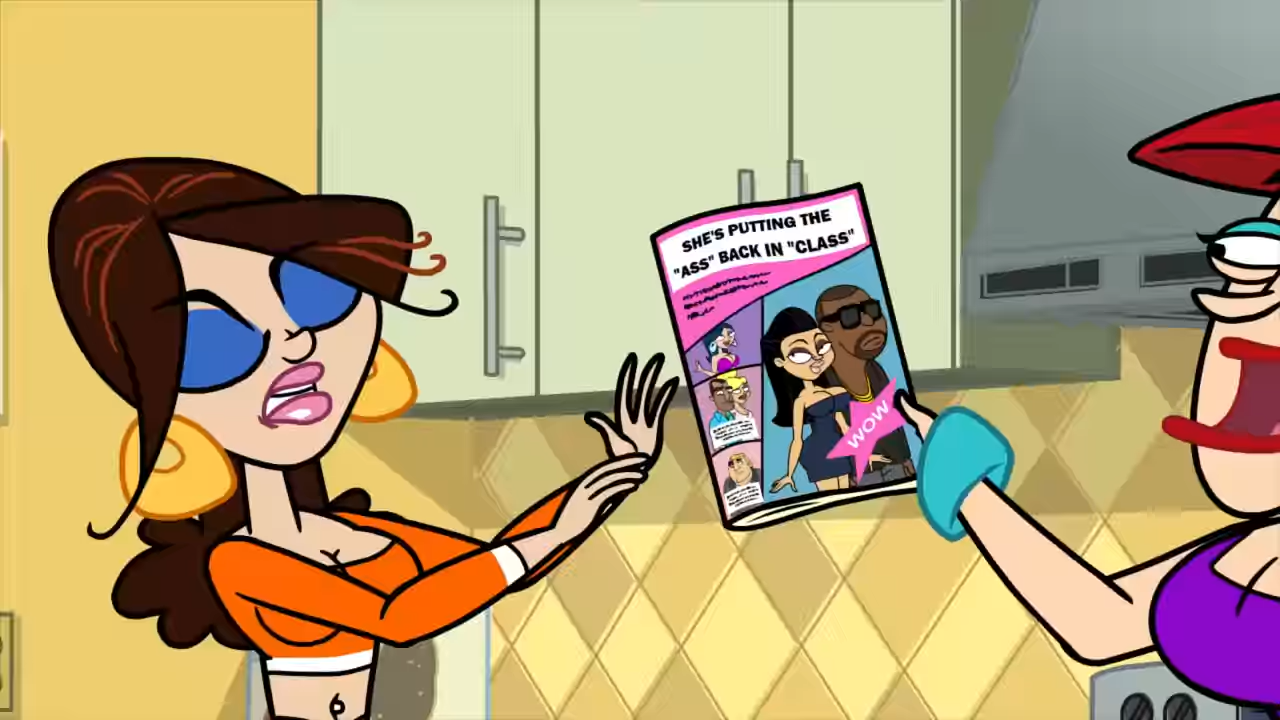 SHE'S PUTTING THE
"ASS" BACK IN "CLASS"
WOW